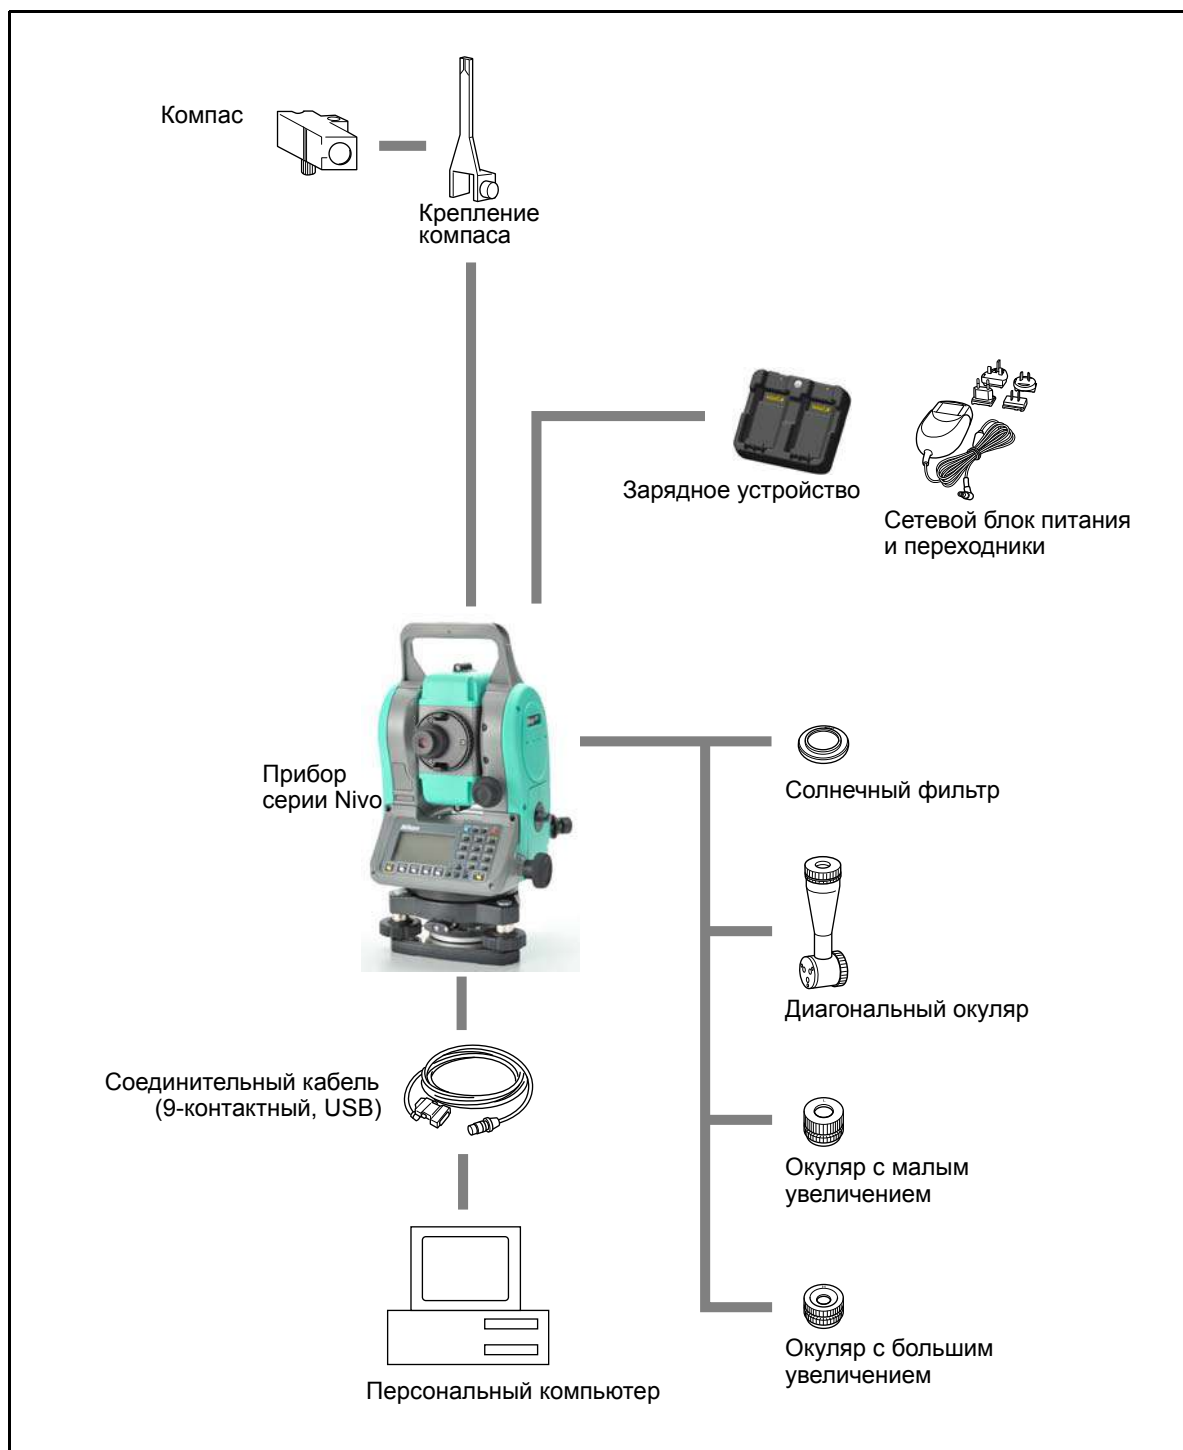 Компас
Крепление
компаса
Зарядное устройство
Сетевой блок питания
и переходники
Прибор
серии Nivo
Солнечный фильтр
Диагональный окуляр
Соединительный кабель
(9-контактный, USB)
Окуляр с малым
увеличением
Окуляр с большим
увеличением
Персональный компьютер